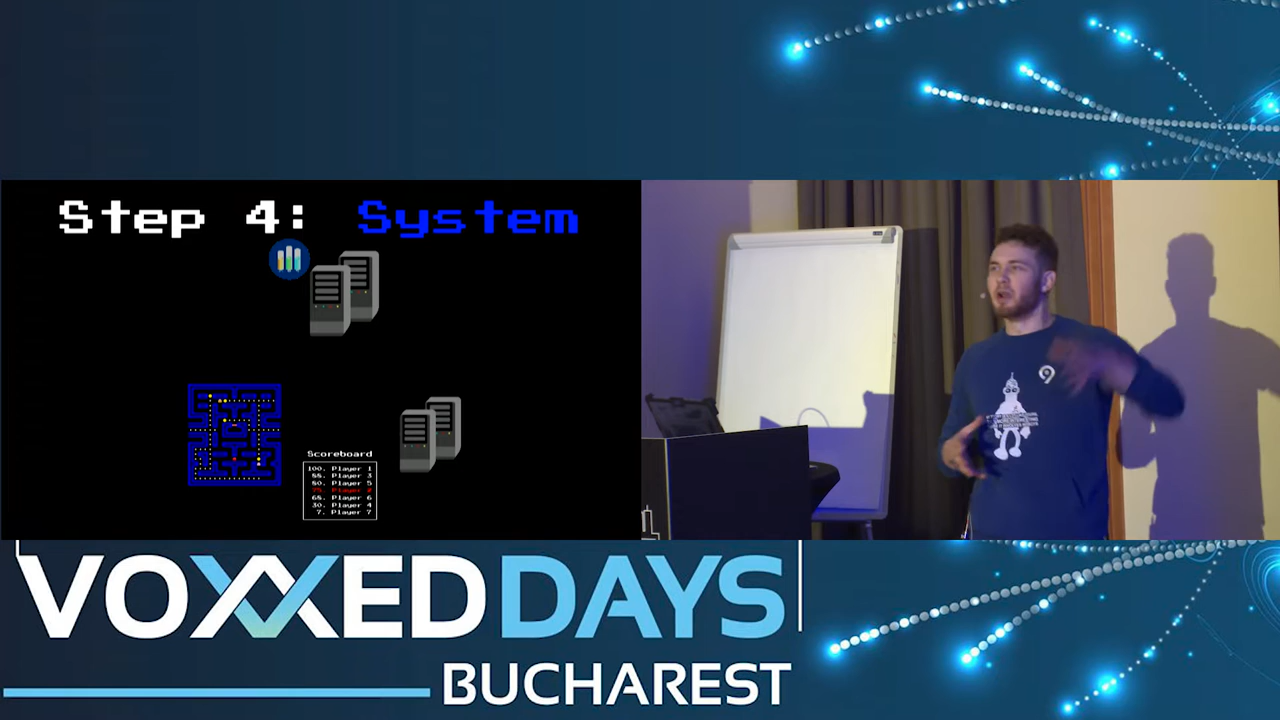 Step 4: System
Scoreboard
100. Player 1
88. Player 3
80. Player 5
68. Player 6
30. Player 4
7. Player 7
VOXXED DAYS
BUCHAREST